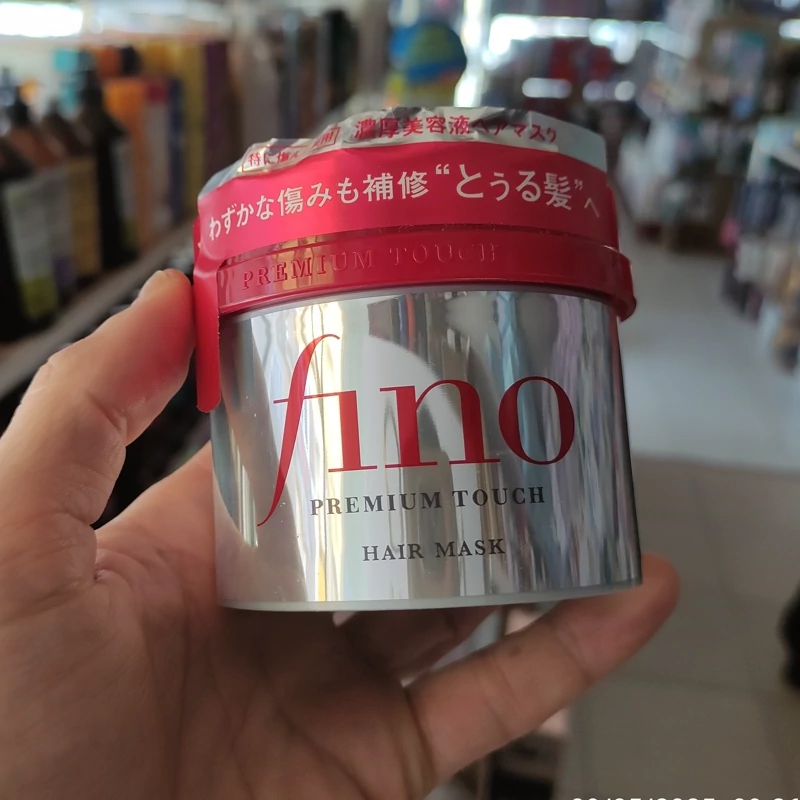 濃厚美容液ヘアマスク
わずかな傷みも補修“とぅるる髪”へ
PREMIUM TOUCH
fino
PREMIUM TOUCH
HAIR MASK